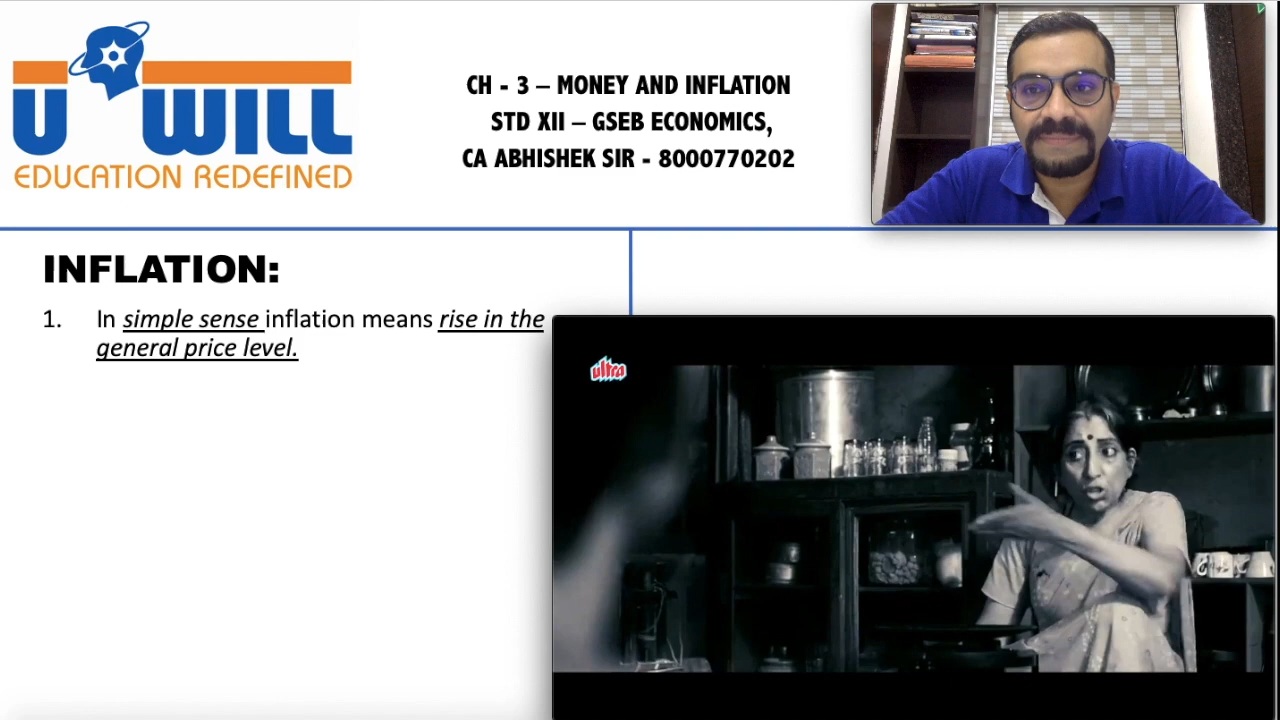 U WILL
EDUCATION REDEFINED
CH - 3 – MONEY AND INFLATION
STD XII – GSEB ECONOMICS,
CA ABHISHEK SIR - 8000770202
INFLATION:
1. In simple sense inflation means rise in the
general price level.
ultra